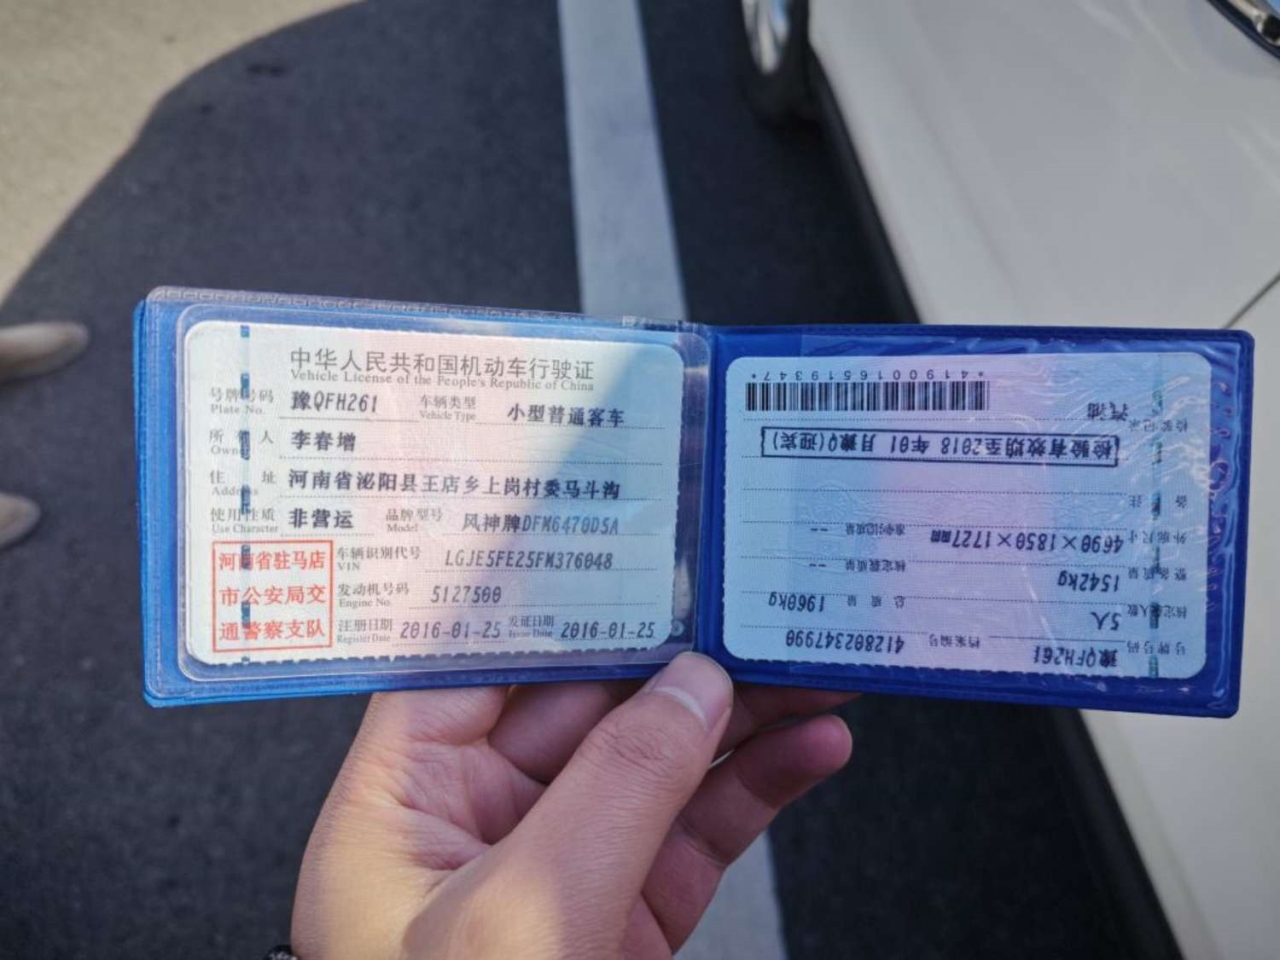 中华人民共和国机动车行驶证
Vehicle License of the People's Republic of China
号牌号码 豫QFH261 车辆类型 小型普通客车
Plate No. Vehicle Type
所有人 李春增
Owner
住址 河南省泌阳县王店乡上岗村委马斗沟
Address
使用性质 非营运 品牌型号 风神牌DFM6470D5A
Use Character Model
河南省驻马店
市公安局交
通警察支队
车辆识别代号 LGJE5FE25FM376048
VIN
发动机号码 5127500
Engine No.
注册日期 2016-01-25 发证日期 2016-01-25
Register Date Issue Date
号牌号码 豫QFH261 档案编号 412802347990
核定载人数 5人 总质量 1960kg
整备质量 1542kg 核定载质量 --
外廓尺寸 4690×1850×1727mm 准牵引总质量 --
备注
检验有效期至2018年01月豫Q(迎宾)
检验记录 汽油
*4190016519347*